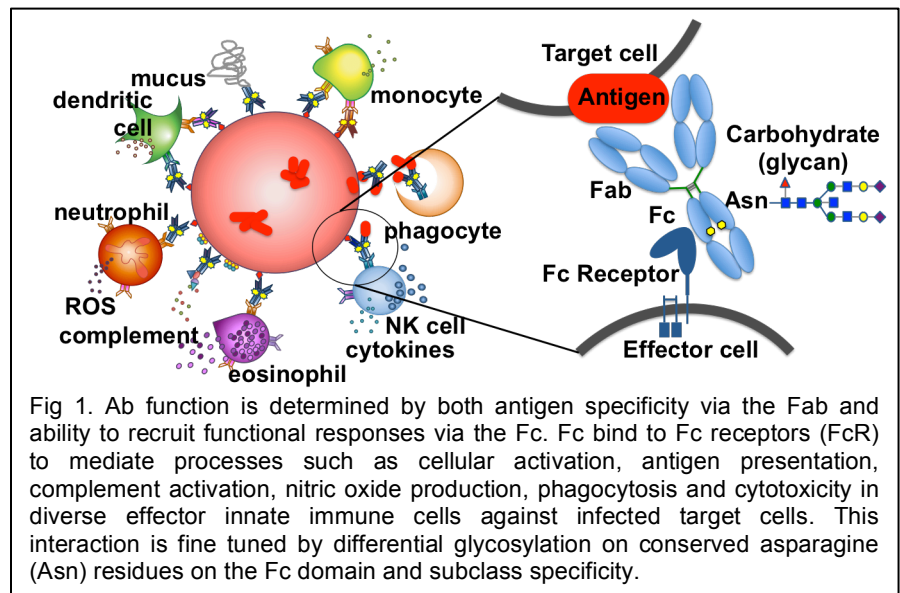 mucus
dendritic
cell
monocyte
neutrophil
phagocyte
ROS
complement
NK cell
cytokines
eosinophil
Target cell
Antigen
Carbohydrate
(glycan)
Fab
Asn
Fc
Fc Receptor
Effector cell
Fig 1. Ab function is determined by both antigen specificity via the Fab and
ability to recruit functional responses via the Fc. Fc bind to Fc receptors (FcR)
to mediate processes such as cellular activation, antigen presentation,
complement activation, nitric oxide production, phagocytosis and cytotoxicity in
diverse effector innate immune cells against infected target cells. This
interaction is fine tuned by differential glycosylation on conserved asparagine
(Asn) residues on the Fc domain and subclass specificity.